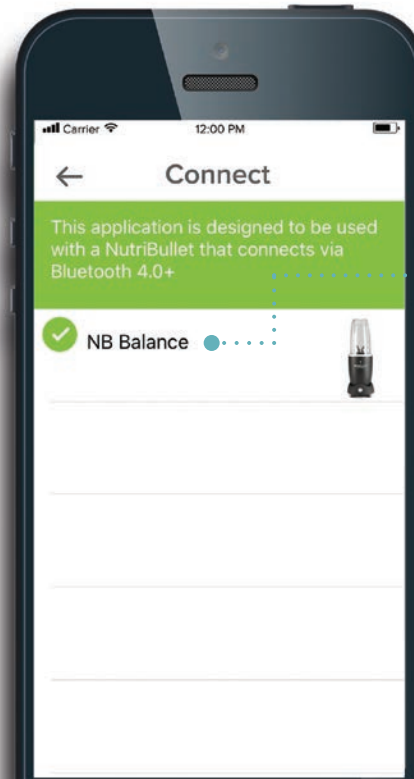 Carrier 12:00 PM
Connect
This application is designed to be used
with a NutriBullet that connects via
Bluetooth 4.0+
NB Balance